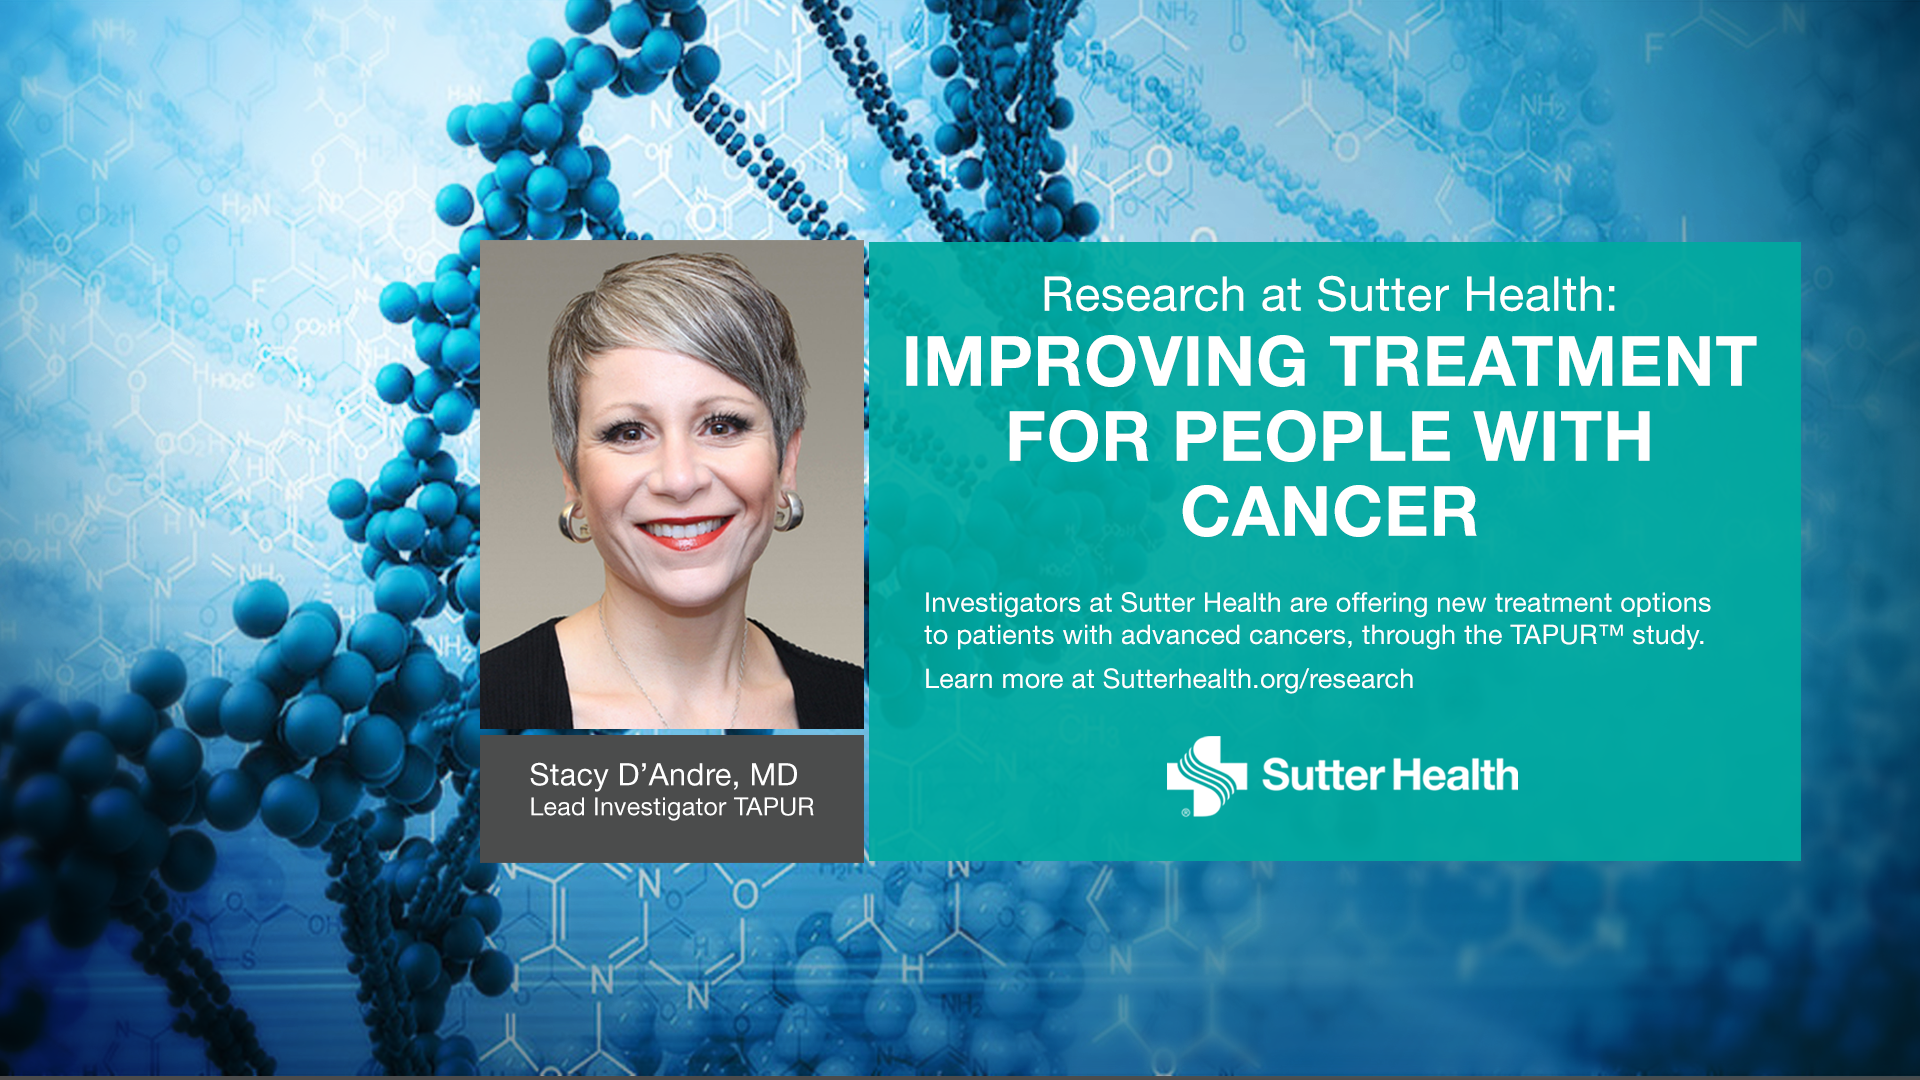 Research at Sutter Health:
IMPROVING TREATMENT
FOR PEOPLE WITH
CANCER
Investigators at Sutter Health are offering new treatment options
to patients with advanced cancers, through the TAPUR™ study.
Learn more at Sutterhealth.org/research
® Sutter Health
Stacy D’Andre, MD
Lead Investigator TAPUR